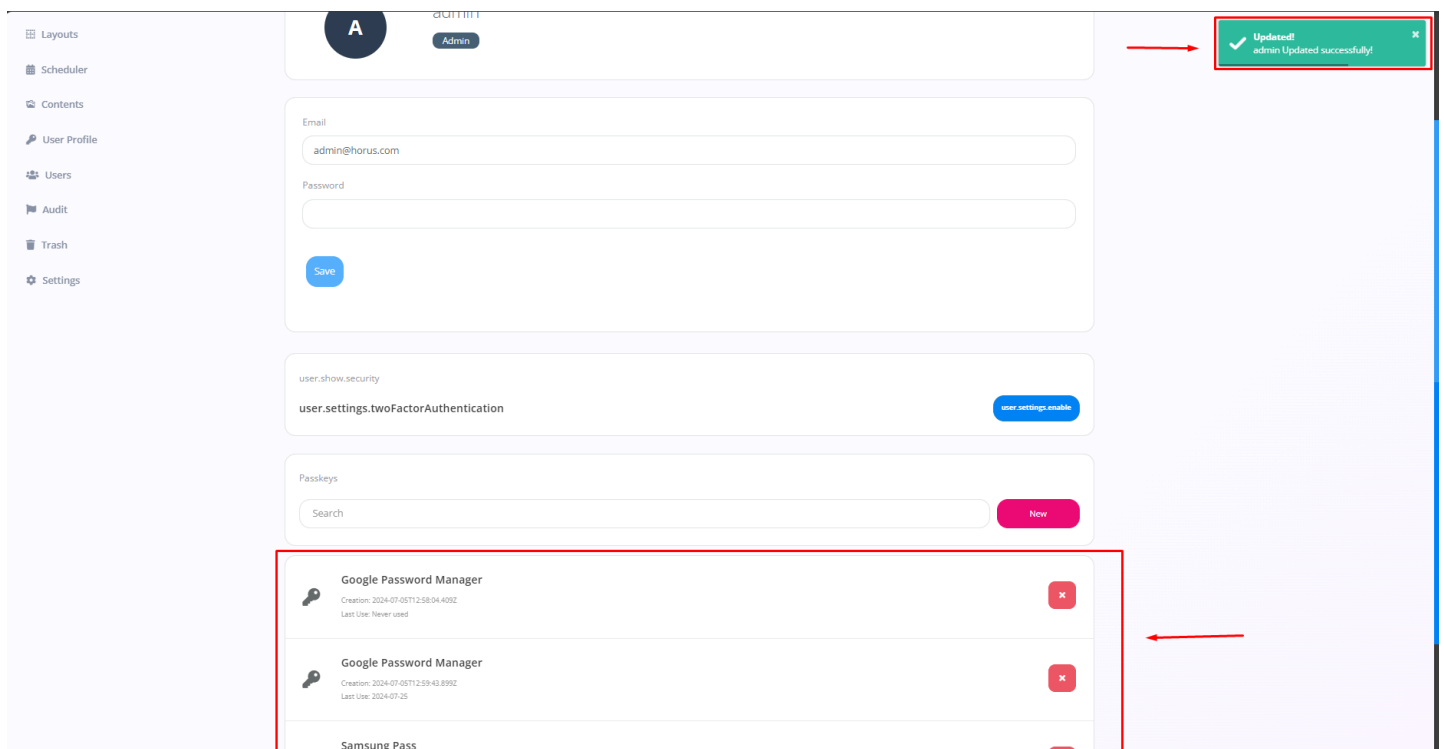 Layouts
Scheduler
Contents
User Profile
Users
Audit
Trash
Settings
A
admin
Admin
Updated!
admin Updated successfully!
Email
admin@horus.com
Password
Save
user.show.security
user.settings.twoFactorAuthentication
user.settings.enable
Passkeys
Search
New
Google Password Manager
Creation: 2024-07-05T12:58:04.409Z
Last Use: Never used
Google Password Manager
Creation: 2024-07-05T12:59:43.899Z
Last Use: 2024-07-25
Samsung Pass